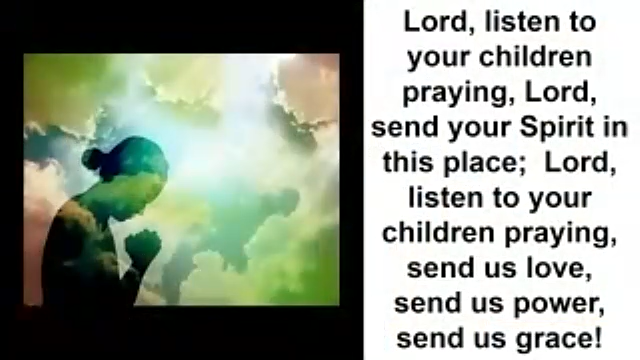 Lord, listen to
your children
praying, Lord,
send your Spirit in
this place;  Lord,
listen to your
children praying,
send us love,
send us power,
send us grace!